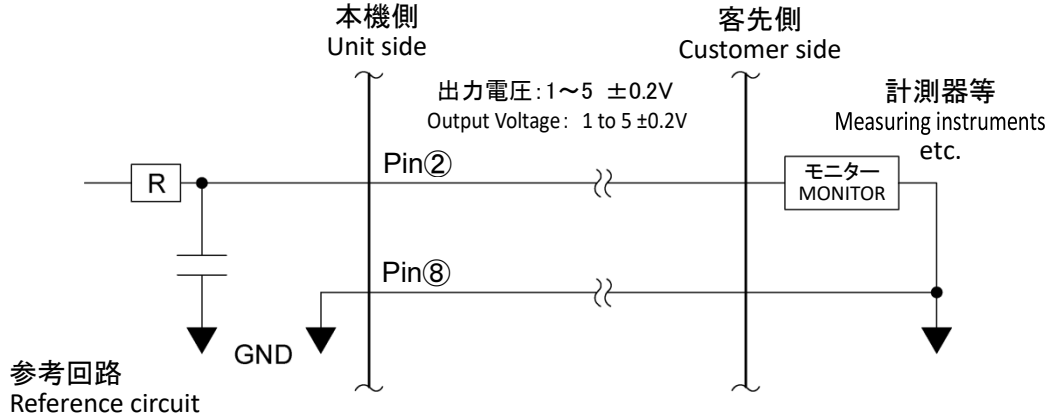 本機側
Unit side
客先側
Customer side
出力電圧：1～5 ±0.2V
Output Voltage： 1 to 5 ±0.2V
計測器等
Measuring instruments
etc.
Pin②
R
モニター
MONITOR
Pin⑧
GND
参考回路
Reference circuit